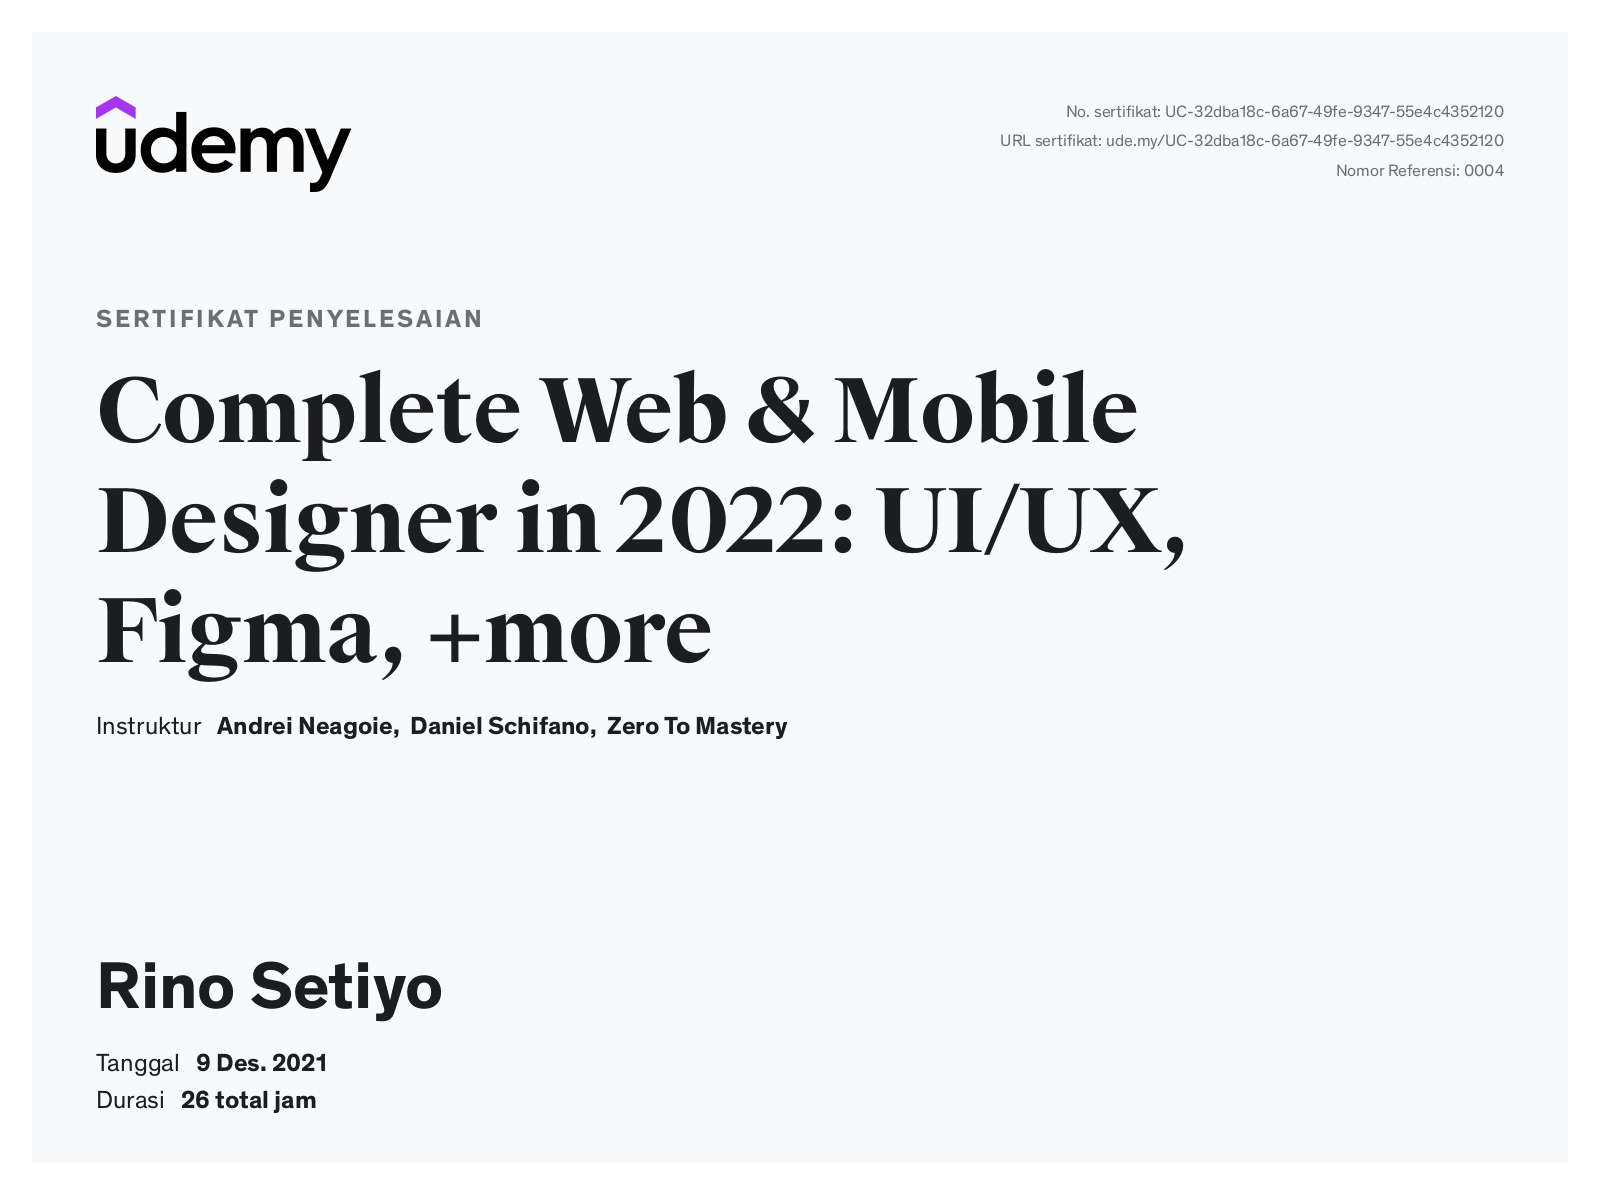 udemy
No. sertifikat: UC-32dba18c-6a67-49fe-9347-55e4c4352120
URL sertifikat: ude.my/UC-32dba18c-6a67-49fe-9347-55e4c4352120
Nomor Referensi: 0004
SERTIFIKAT PENYELESAIAN
Complete Web & Mobile
Designer in 2022: UI/UX,
Figma, +more
Instruktur Andrei Neagoie, Daniel Schifano, Zero To Mastery
Rino Setiyo
Tanggal 9 Des. 2021
Durasi 26 total jam